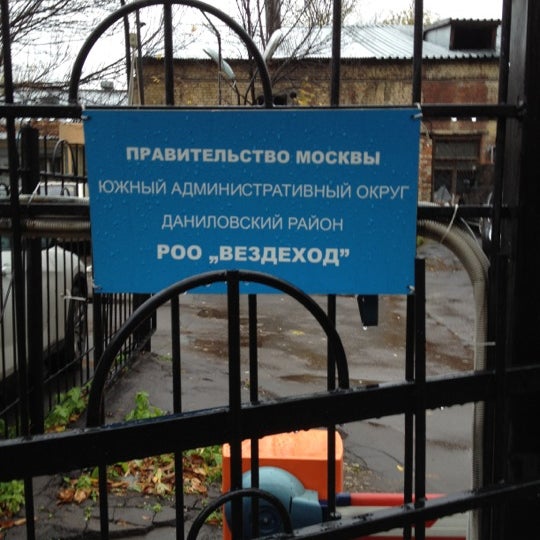 ПРАВИТЕЛЬСТВО МОСКВЫ
ЮЖНЫЙ АДМИНИСТРАТИВНЫЙ ОКРУГ
ДАНИЛОВСКИЙ РАЙОН
РОО „ВЕЗДЕХОД”